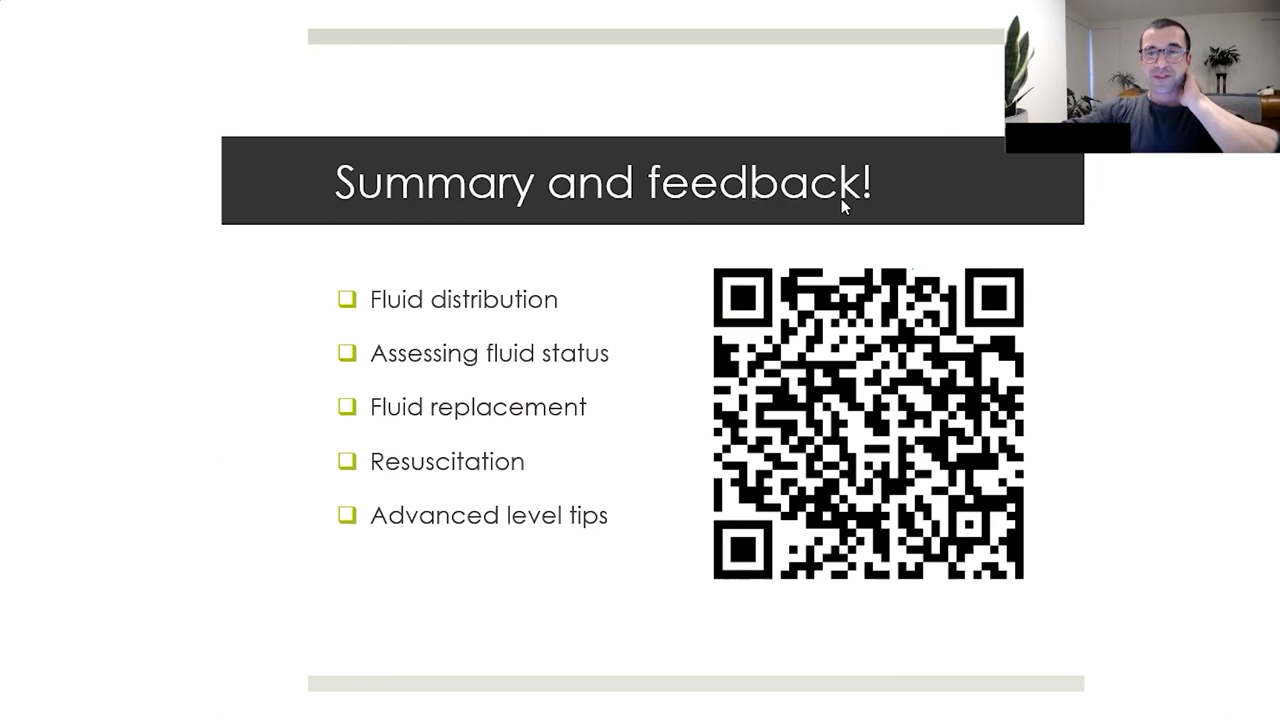 Summary and feedback!
Fluid distribution
Assessing fluid status
Fluid replacement
Resuscitation
Advanced level tips